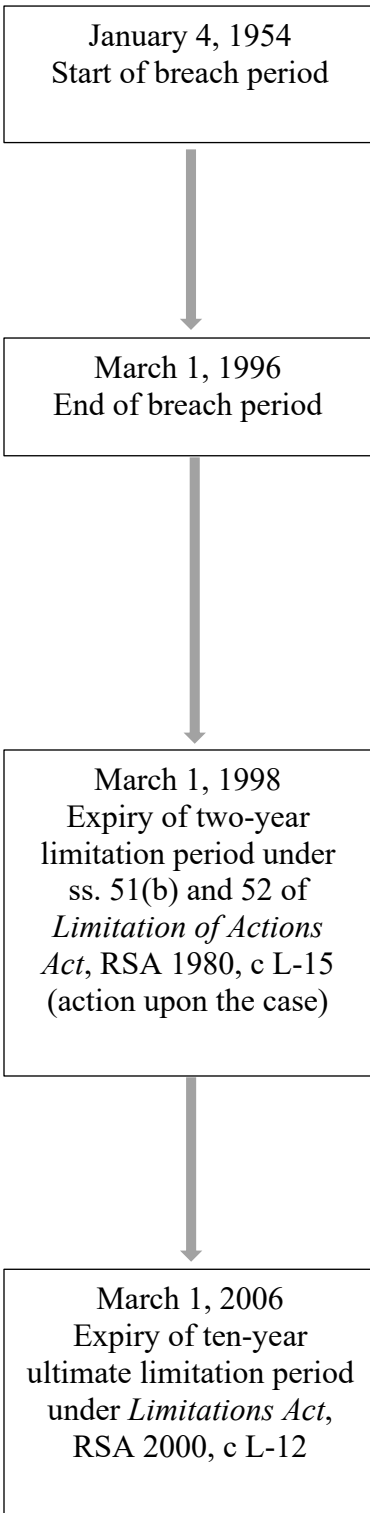 January 4, 1954
Start of breach period
March 1, 1996
End of breach period
March 1, 1998
Expiry of two-year
limitation period under
ss. 51(b) and 52 of
Limitation of Actions
Act, RSA 1980, c L-15
(action upon the case)
March 1, 2006
Expiry of ten-year
ultimate limitation period
under Limitations Act,
RSA 2000, c L-12